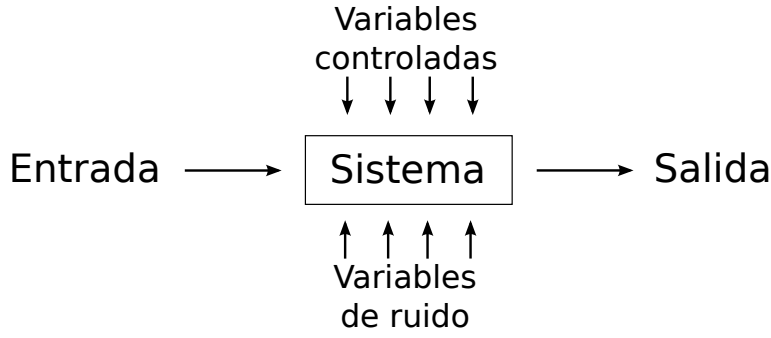 Variables
controladas
Entrada
Sistema
Salida
Variables
de ruido